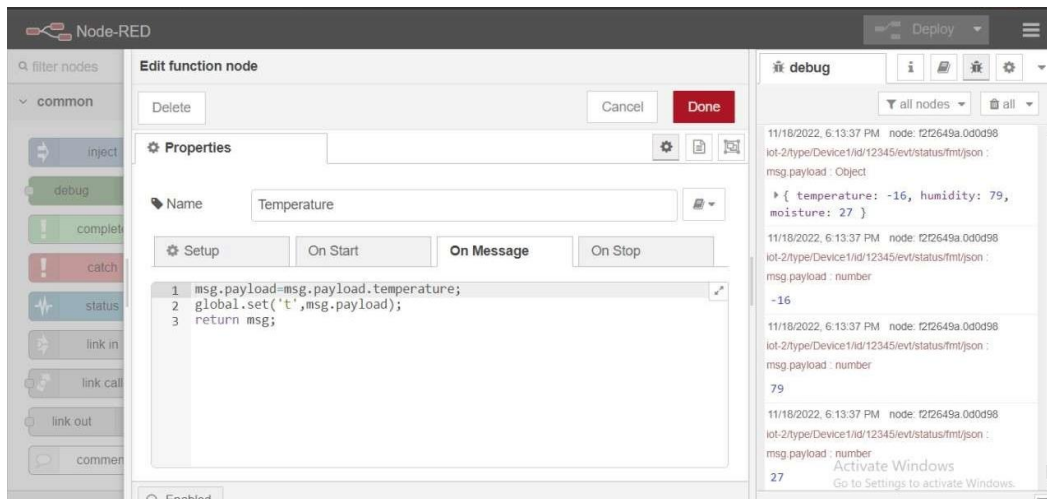 Node-RED
Deploy
filter nodes
Edit function node
debug
common
Delete
Cancel
Done
all nodes
all
Properties
inject
debug
complete
catch
status
link in
link call
link out
commen
Name
Temperature
Setup
On Start
On Message
On Stop
1 msg.payload=msg.payload.temperature;
2 global.set('t',msg.payload);
3 return msg;
Enabled
11/18/2022, 6:13:37 PM node: f2f2649a.0d0d98
iot-2/type/Device1/id/12345/evt/status/fmt/json :
msg.payload : Object
{ temperature: -16, humidity: 79,
moisture: 27 }
11/18/2022, 6:13:37 PM node: f2f2649a.0d0d98
iot-2/type/Device1/id/12345/evt/status/fmt/json :
msg.payload : number
-16
11/18/2022, 6:13:37 PM node: f2f2649a.0d0d98
iot-2/type/Device1/id/12345/evt/status/fmt/json :
msg.payload : number
79
11/18/2022, 6:13:37 PM node: f2f2649a.0d0d98
iot-2/type/Device1/id/12345/evt/status/fmt/json :
msg.payload : number
27
Activate Windows
Go to Settings to activate Windows.